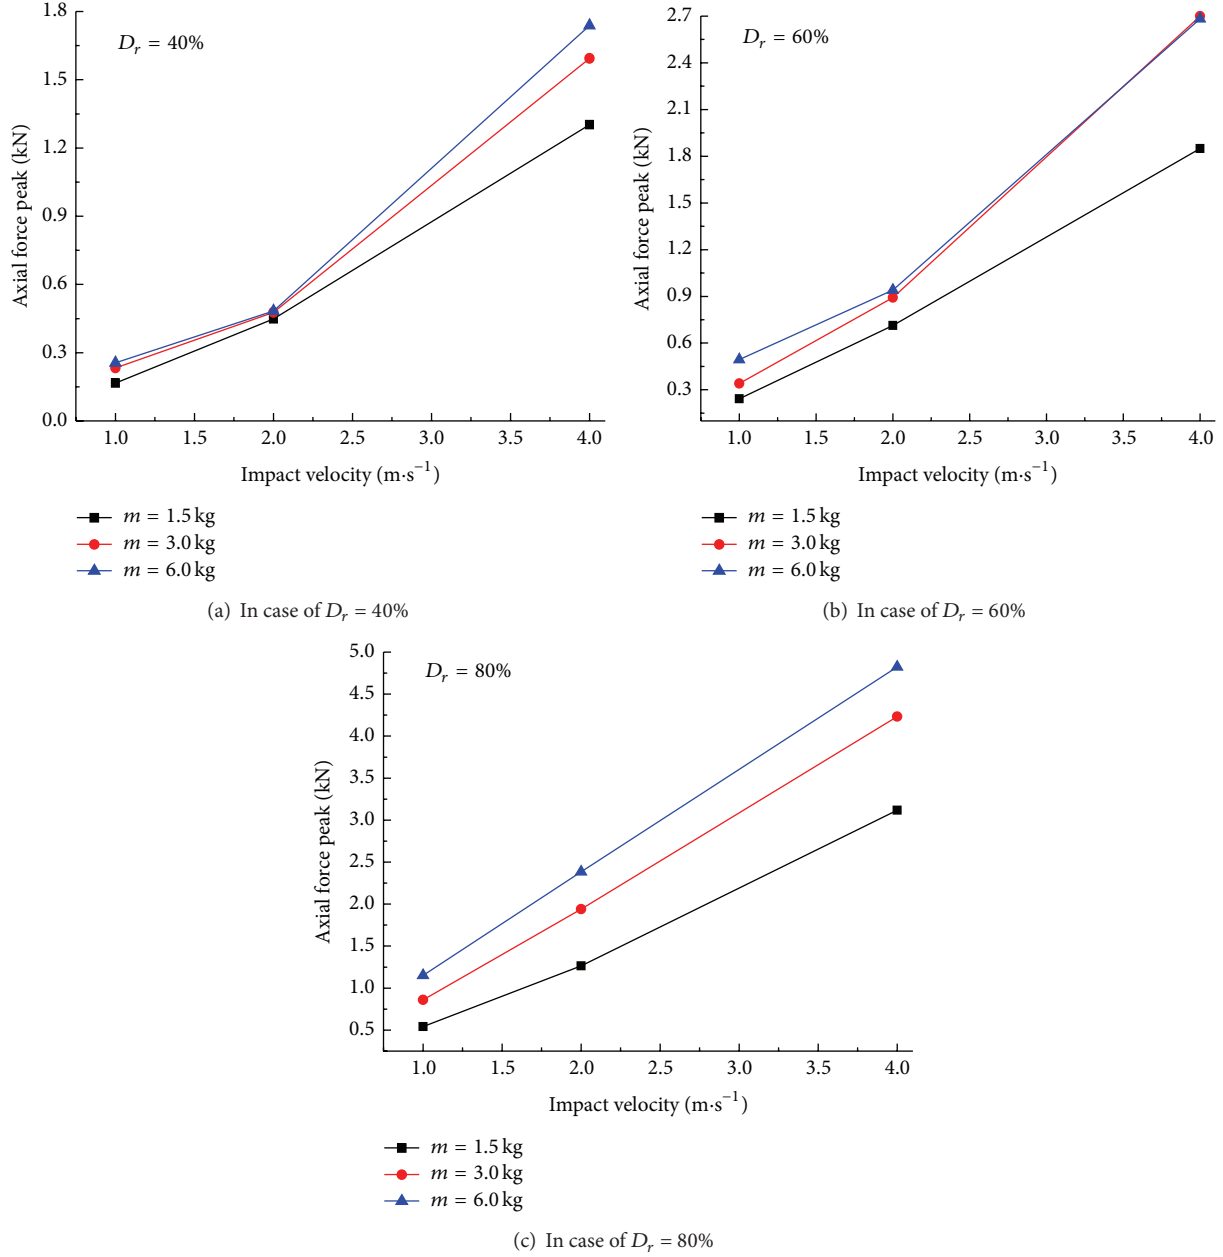 D_r = 40%
Axial force peak (kN)
1.8
1.5
1.2
0.9
0.6
0.3
0.0
1.0 1.5 2.0 2.5 3.0 3.5 4.0
Impact velocity (m·s⁻¹)
m = 1.5 kg
m = 3.0 kg
m = 6.0 kg
(a) In case of D_r = 40%
D_r = 60%
Axial force peak (kN)
2.7
2.4
2.1
1.8
1.5
1.2
0.9
0.6
0.3
1.0 1.5 2.0 2.5 3.0 3.5 4.0
Impact velocity (m·s⁻¹)
m = 1.5 kg
m = 3.0 kg
m = 6.0 kg
(b) In case of D_r = 60%
D_r = 80%
Axial force peak (kN)
5.0
4.5
4.0
3.5
3.0
2.5
2.0
1.5
1.0
0.5
1.0 1.5 2.0 2.5 3.0 3.5 4.0
Impact velocity (m·s⁻¹)
m = 1.5 kg
m = 3.0 kg
m = 6.0 kg
(c) In case of D_r = 80%